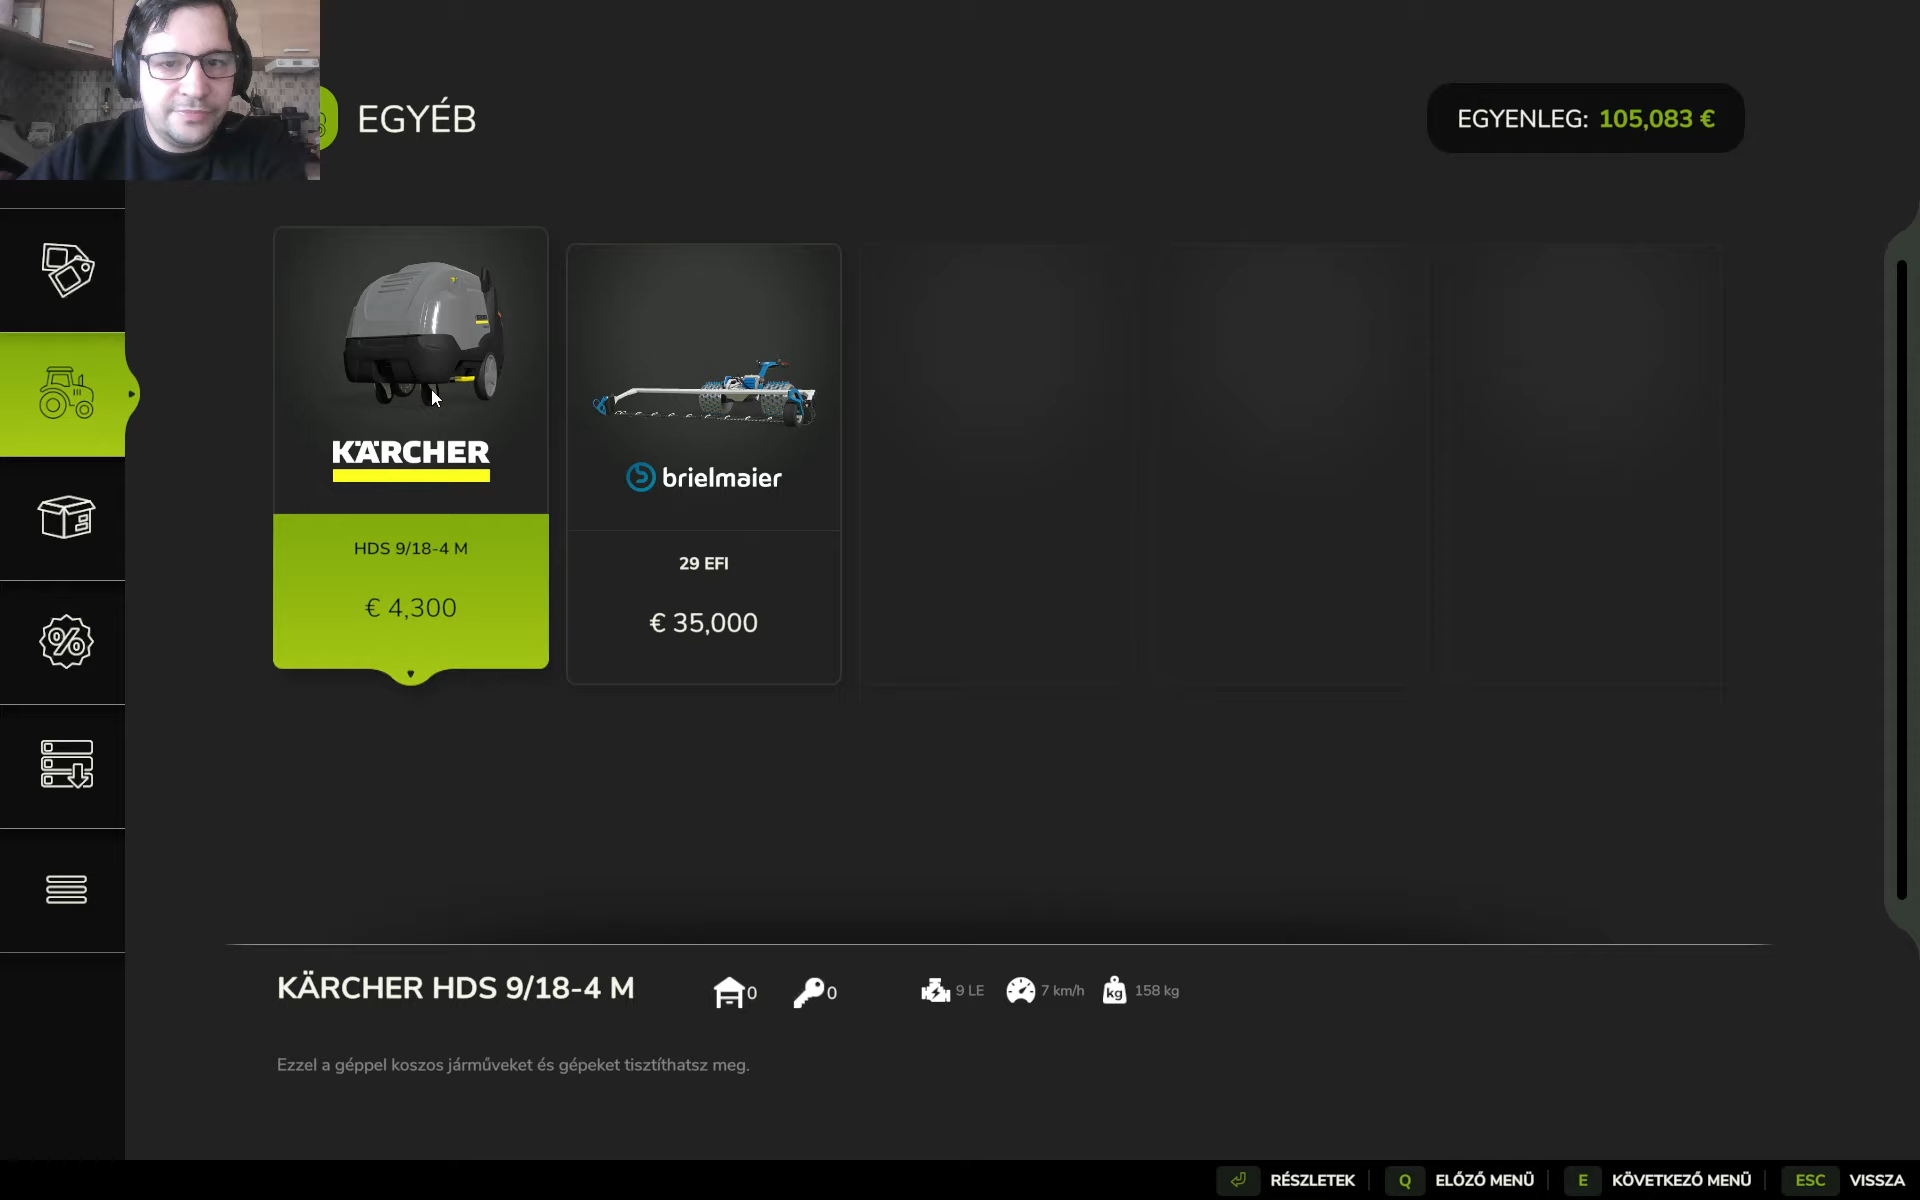 EGYÉB
EGYENLEG: 105,083 €
KÄRCHER
brielmaier
HDS 9/18-4 M
€ 4,300
29 EFI
€ 35,000
KÄRCHER HDS 9/18-4 M
0
0
9 LE
7 km/h
kg
158 kg
Ezzel a géppel koszos járműveket és gépeket tisztíthatsz meg.
RÉSZLETEK
Q ELŐZŐ MENÜ
E KÖVETKEZŐ MENÜ
ESC VISSZA